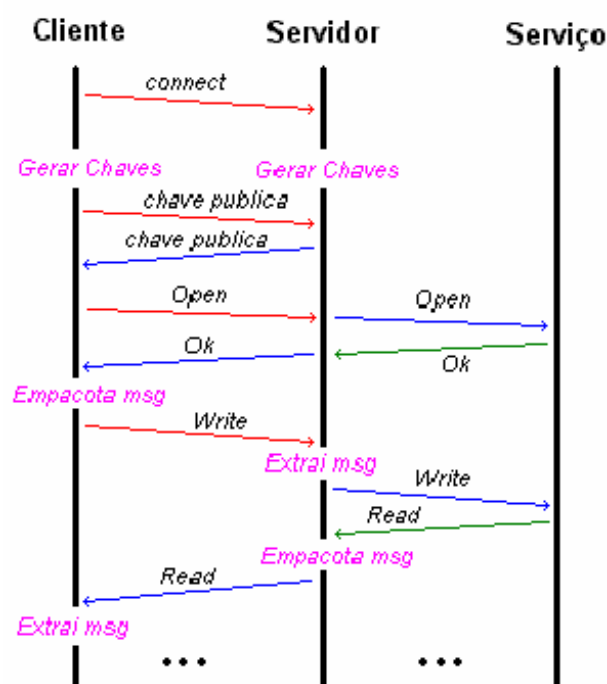 Cliente Servidor Serviço
connect
Gerar Chaves Gerar Chaves
chave publica
chave publica
Open Open
Ok Ok
Empacota msg
Write
Extrai msg
Write
Read
Empacota msg
Read
Extrai msg
••• •••